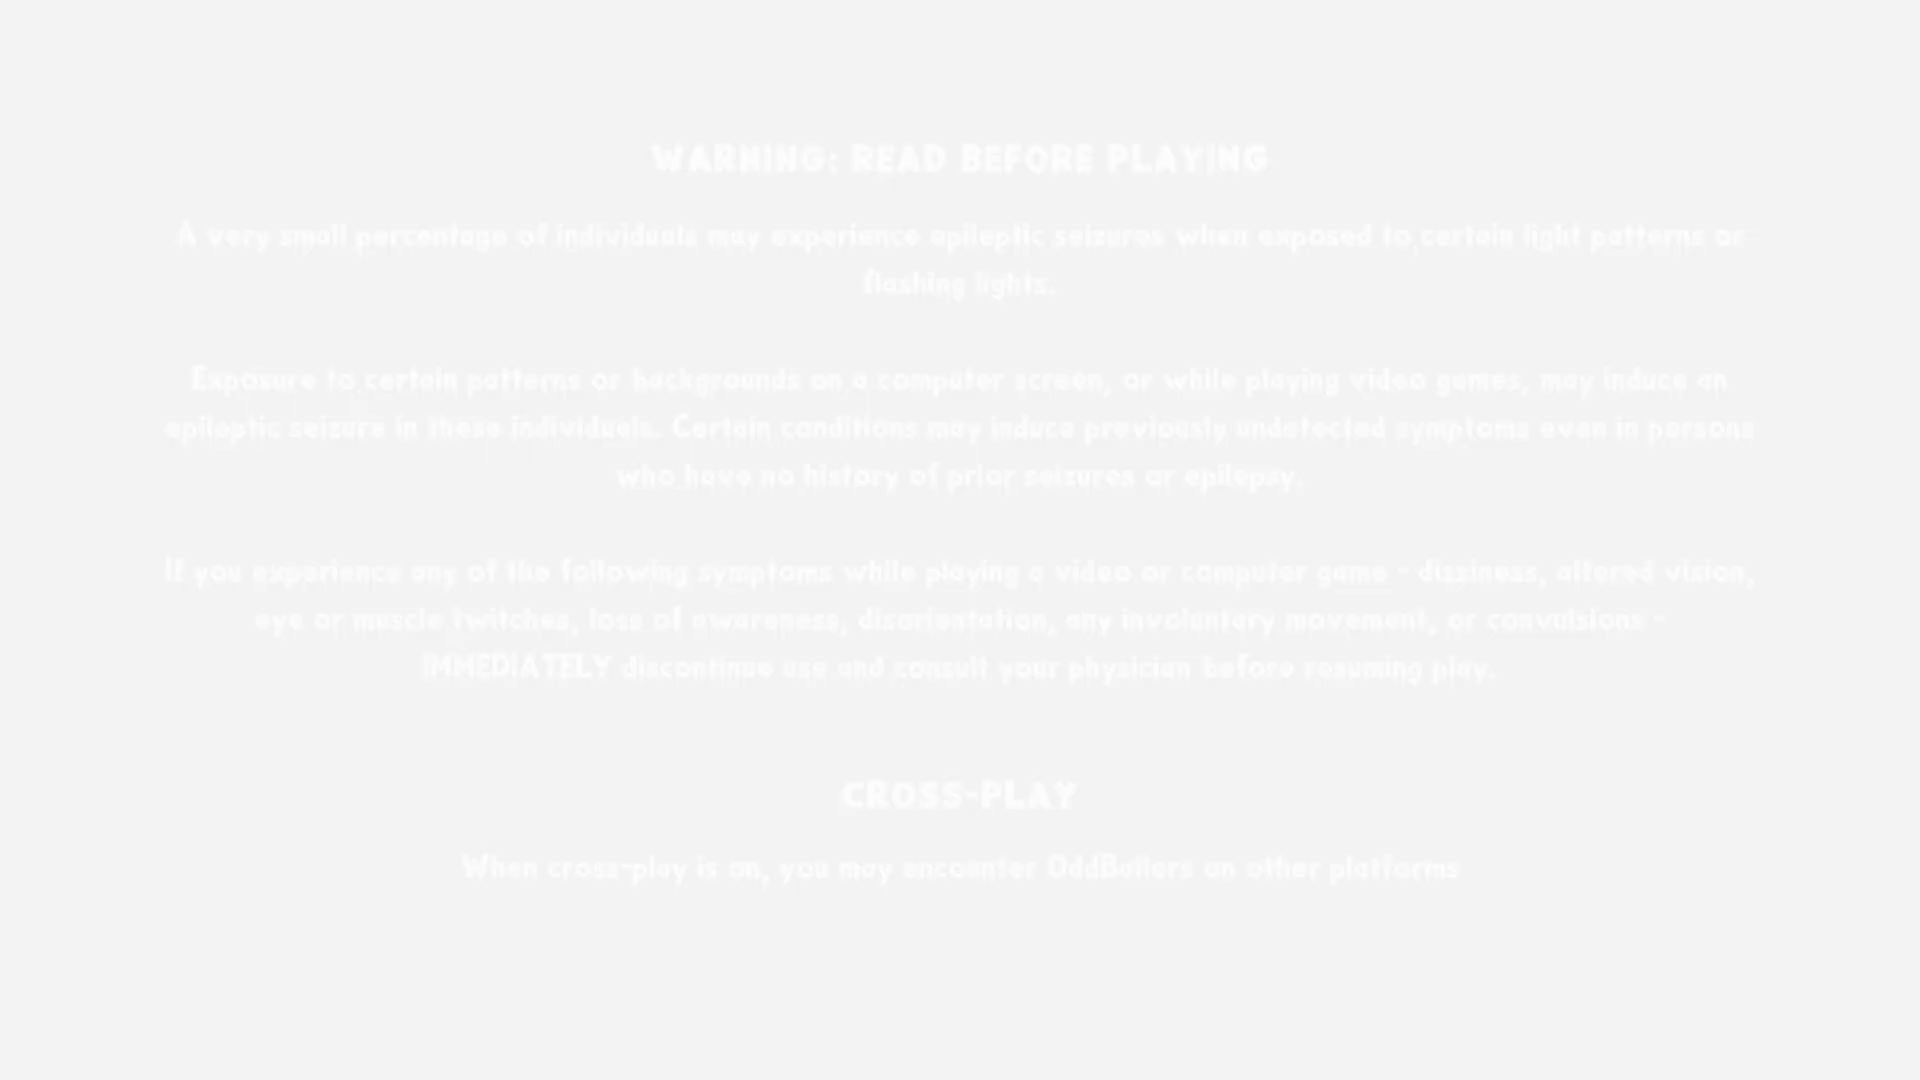 WARNING: READ BEFORE PLAYING
A very small percentage of individuals may experience epileptic seizures when exposed to certain light patterns or
flashing lights.
Exposure to certain patterns or backgrounds on a computer screen, or while playing video games, may induce an
epileptic seizure in these individuals. Certain conditions may induce previously undetected symptoms even in persons
who have no history of prior seizures or epilepsy.
If you experience any of the following symptoms while playing a video or computer game - dizziness, altered vision,
eye or muscle twitches, loss of awareness, disorientation, any involuntary movement, or convulsions -
IMMEDIATELY discontinue use and consult your physician before resuming play.
CROSS-PLAY
When cross-play is on, you may encounter OddBallers on other platforms